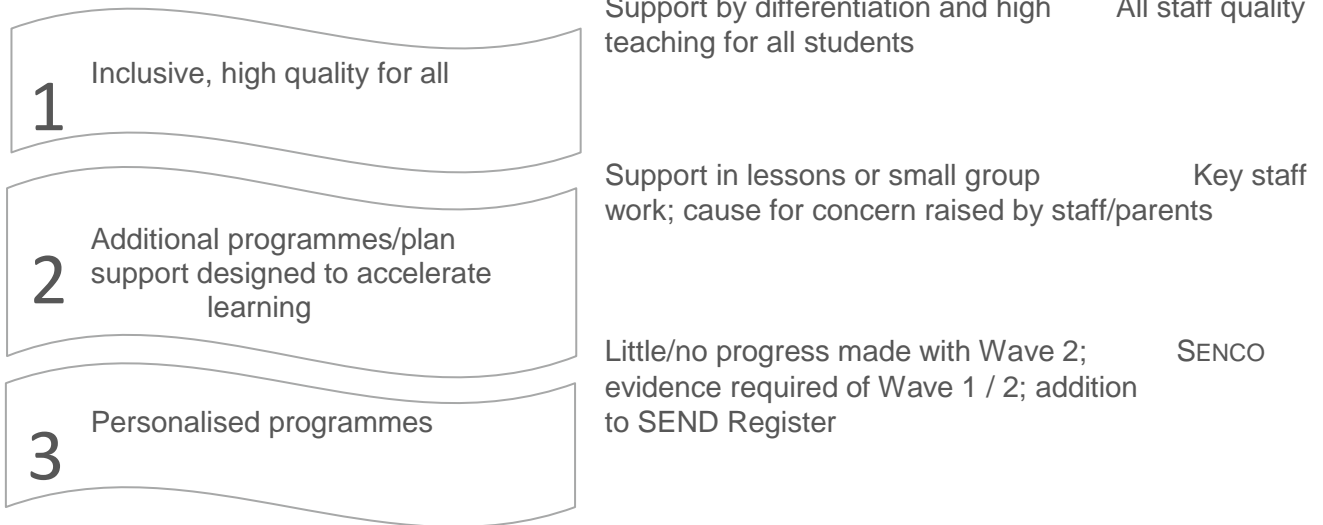 Support by differentiation and high All staff quality
teaching for all students
1
Inclusive, high quality for all
Support in lessons or small group Key staff
work; cause for concern raised by staff/parents
2
Additional programmes/plan
support designed to accelerate
learning
Little/no progress made with Wave 2; SENCO
evidence required of Wave 1 / 2; addition
to SEND Register
3
Personalised programmes